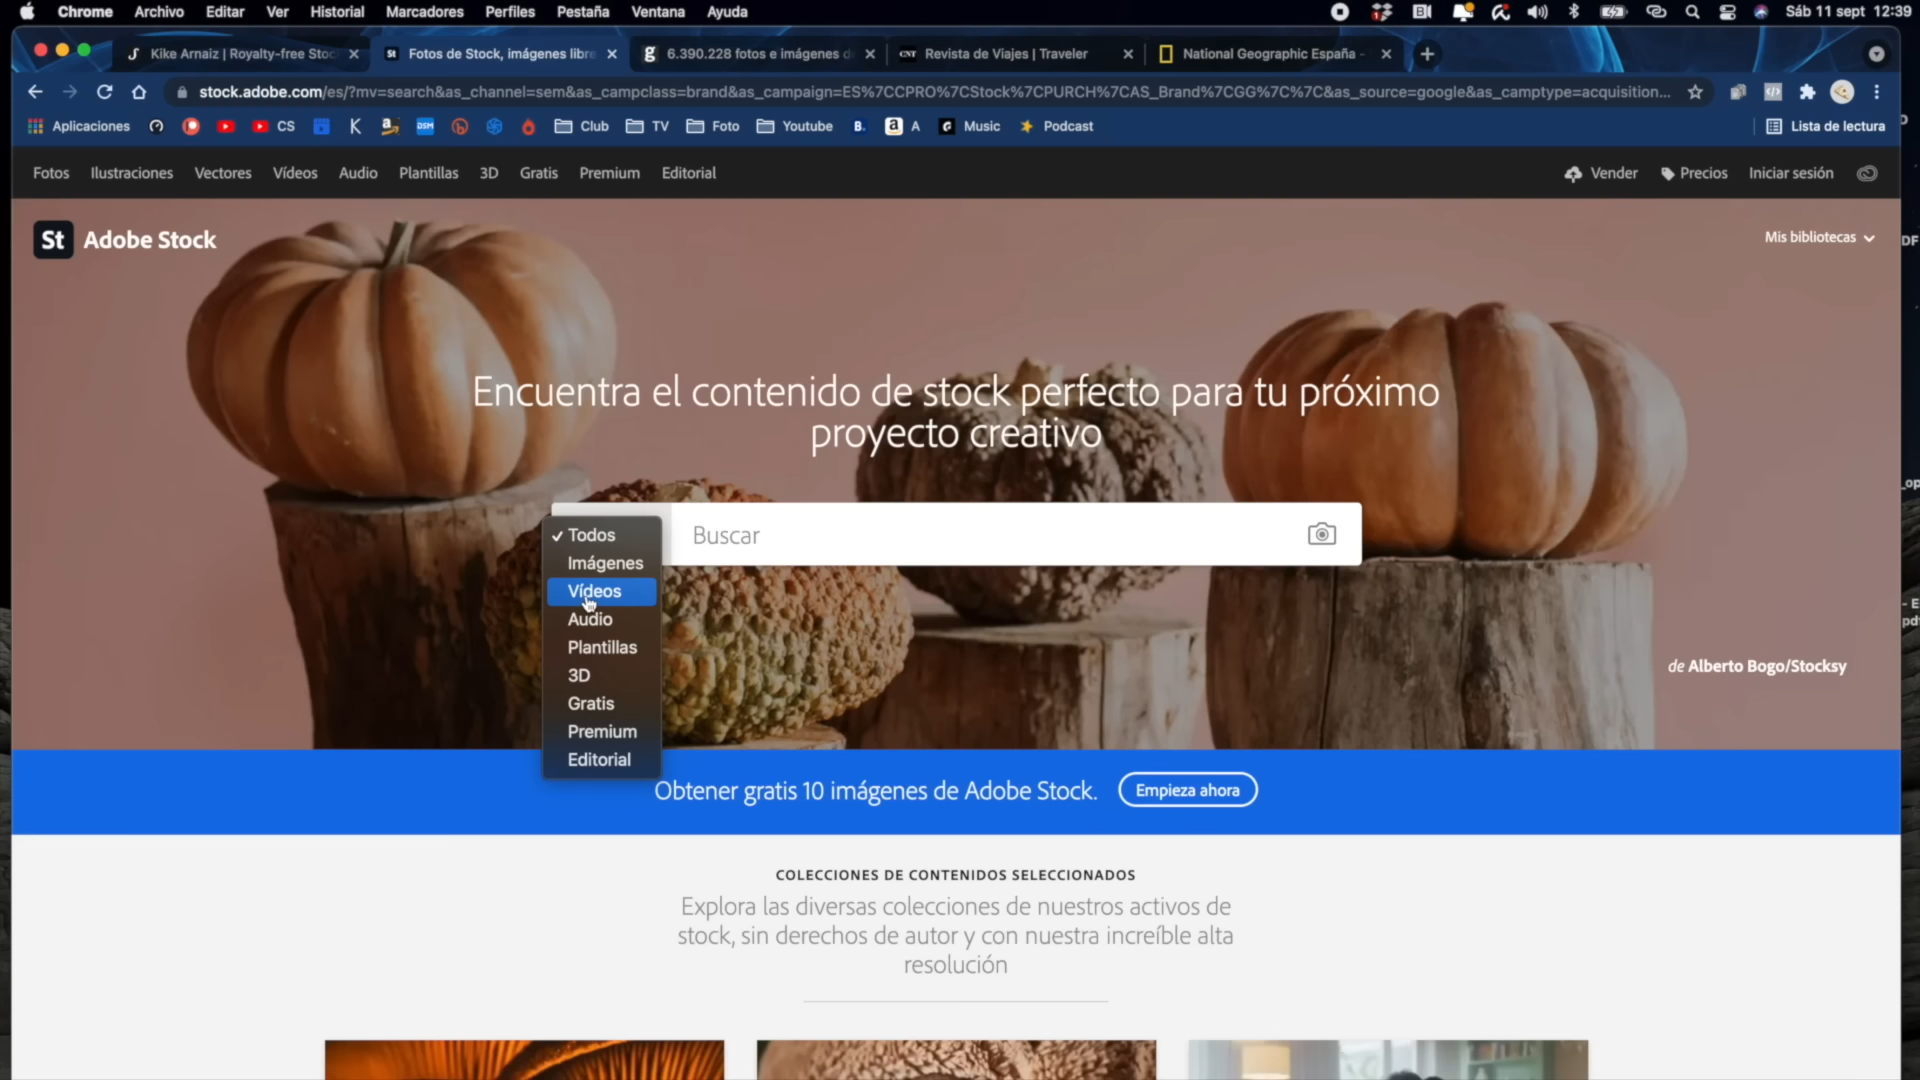 Chrome Archivo Editar Ver Historial Marcadores Perfiles Pestaña Ventana Ayuda Sáb 11 sept 12:39
Kike Arnaiz | Royalty-free Stoc
St Fotos de Stock, imágenes libre
6.390.228 fotos e imágenes d
CNT Revista de Viajes | Traveler
National Geographic España -
stock.adobe.com/es/?mv=search&as_channel=sem&as_campclass=brand&as_campaign=ES%7CCPRO%7CStock%7CPURCH%7CAS_Brand%7CGG%7C%7C&as_source=google&as_camptype=acquisition...
Aplicaciones CS K DSM Club TV Foto Youtube B. a A Music Podcast Lista de lectura
Fotos Ilustraciones Vectores Vídeos Audio Plantillas 3D Gratis Premium Editorial Vender Precios Iniciar sesión
St Adobe Stock
Mis bibliotecas
Encuentra el contenido de stock perfecto para tu próximo
proyecto creativo
Buscar
Todos
Imágenes
Vídeos
Audio
Plantillas
3D
Gratis
Premium
Editorial
de Alberto Bogo/Stocksy
Obtener gratis 10 imágenes de Adobe Stock. Empieza ahora
COLECCIONES DE CONTENIDOS SELECCIONADOS
Explora las diversas colecciones de nuestros activos de
stock, sin derechos de autor y con nuestra increíble alta
resolución